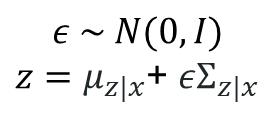 ϵ ~ N(0, I)
z = μ_{z|x} + ϵΣ_{z|x}